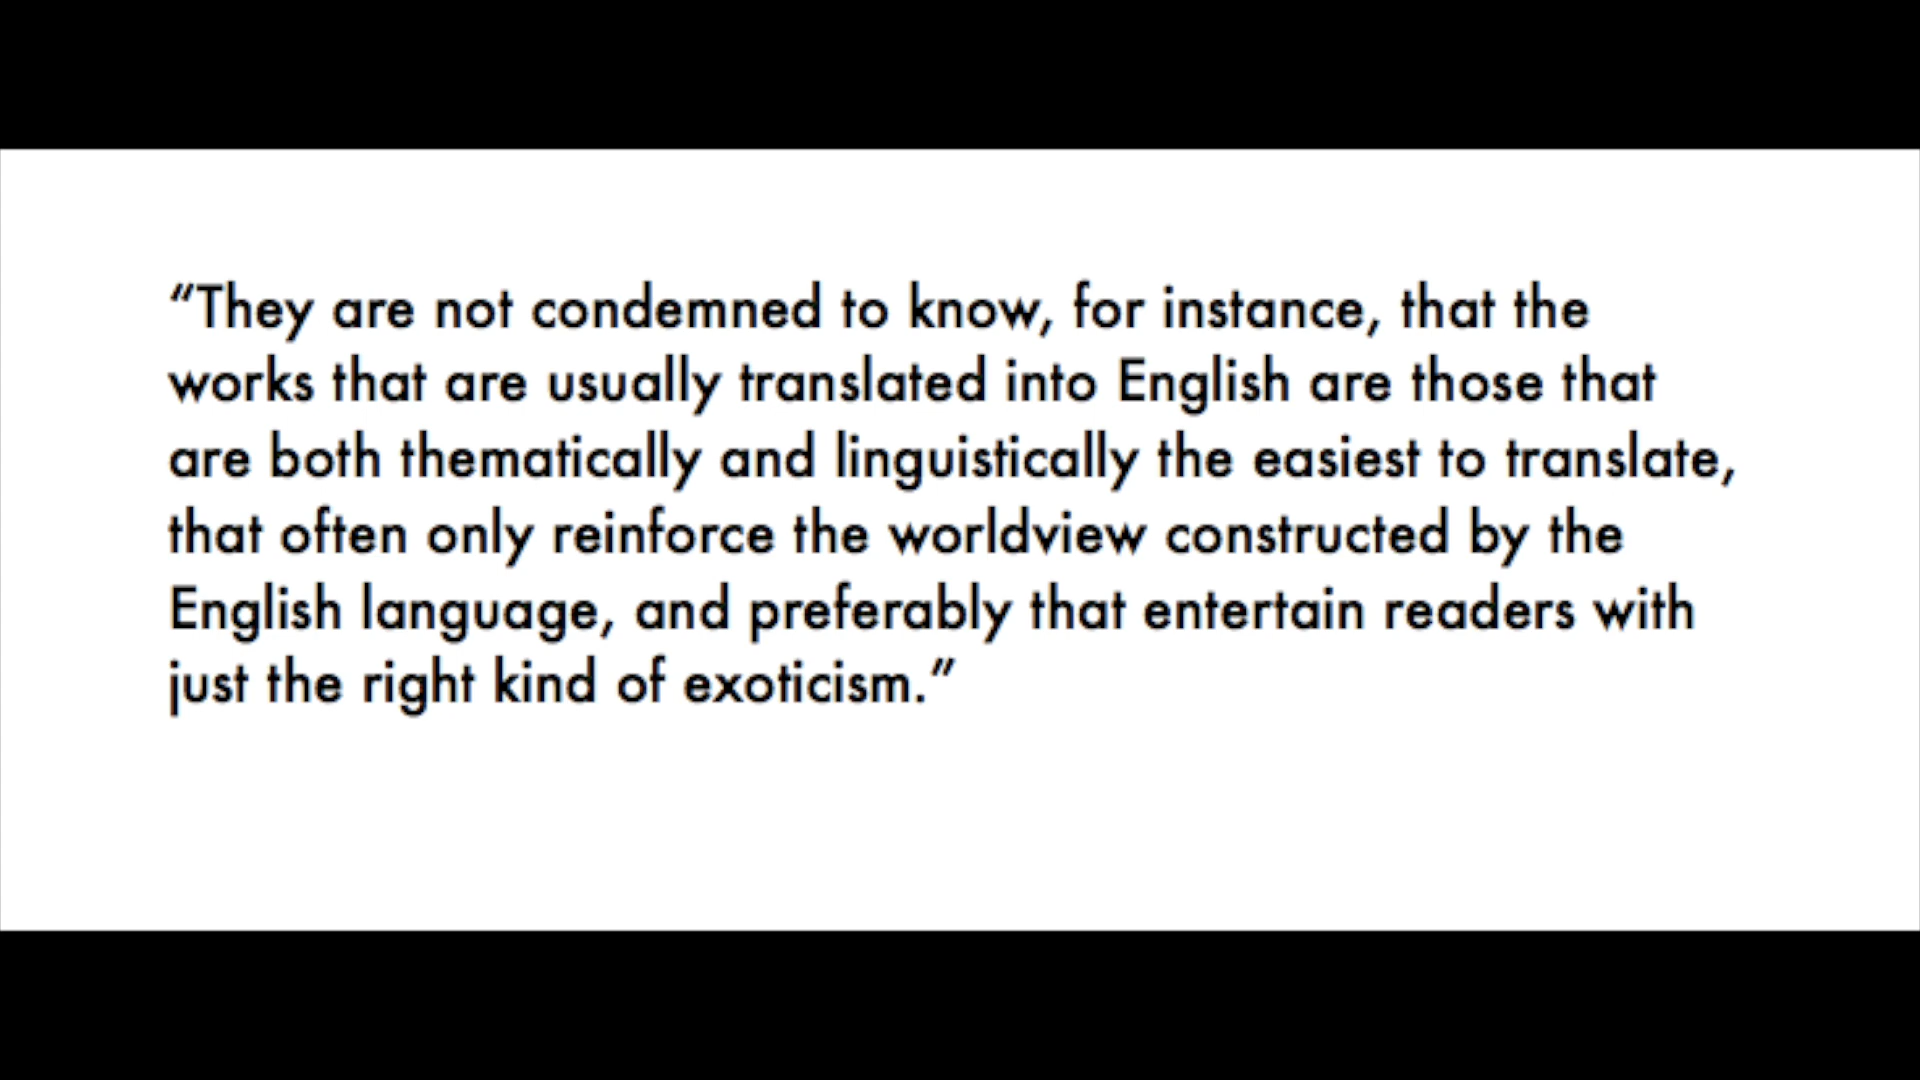 “They are not condemned to know, for instance, that the
works that are usually translated into English are those that
are both thematically and linguistically the easiest to translate,
that often only reinforce the worldview constructed by the
English language, and preferably that entertain readers with
just the right kind of exoticism.”